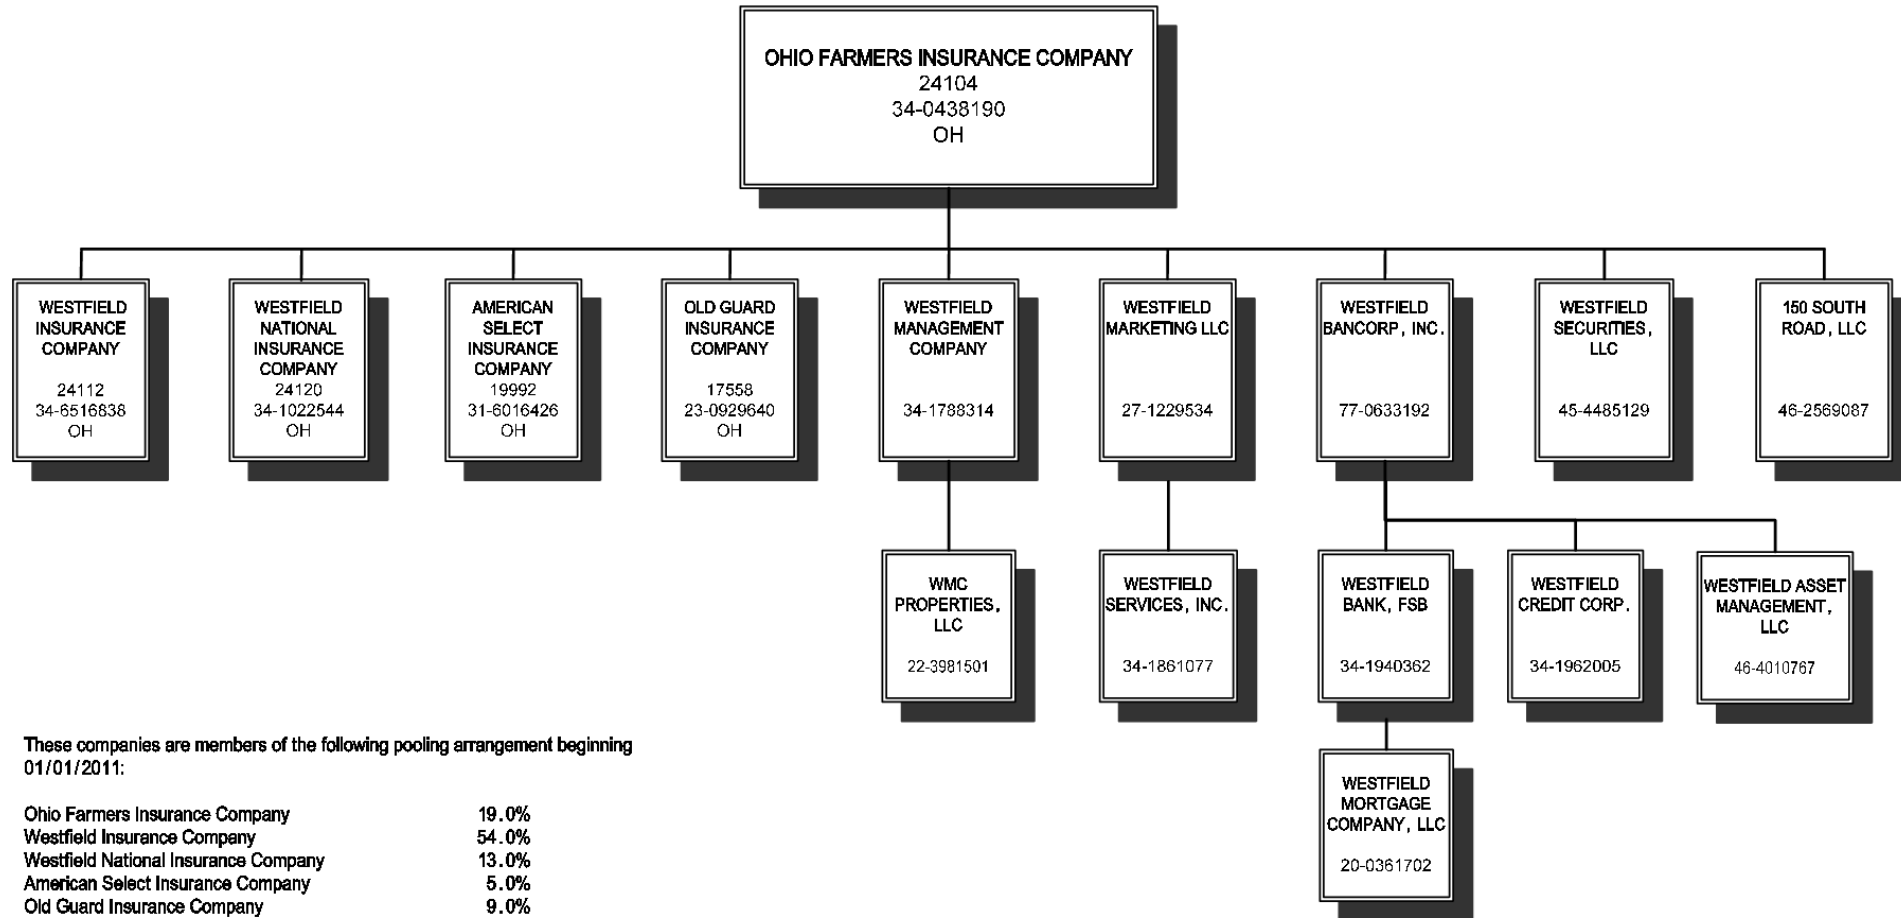 OHIO FARMERS INSURANCE COMPANY
24104
34-0438190
OH
WESTFIELD
INSURANCE
COMPANY
24112
34-6516838
OH
WESTFIELD
NATIONAL
INSURANCE
COMPANY
24120
34-1022544
OH
AMERICAN
SELECT
INSURANCE
COMPANY
19992
31-6016426
OH
OLD GUARD
INSURANCE
COMPANY
17558
23-0929640
OH
WESTFIELD
MANAGEMENT
COMPANY
34-1788314
WESTFIELD
MARKETING LLC
27-1229534
WESTFIELD
BANCORP, INC.
77-0633192
WESTFIELD
SECURITIES,
LLC
45-4485129
150 SOUTH
ROAD, LLC
46-2569087
WMC
PROPERTIES,
LLC
22-3981501
WESTFIELD
SERVICES, INC.
34-1861077
WESTFIELD
BANK, FSB
34-1940362
WESTFIELD
CREDIT CORP.
34-1962005
WESTFIELD ASSET
MANAGEMENT,
LLC
46-4010767
WESTFIELD
MORTGAGE
COMPANY, LLC
20-0361702
These companies are members of the following pooling arrangement beginning
01/01/2011:
Ohio Farmers Insurance Company 19.0%
Westfield Insurance Company 54.0%
Westfield National Insurance Company 13.0%
American Select Insurance Company 5.0%
Old Guard Insurance Company 9.0%